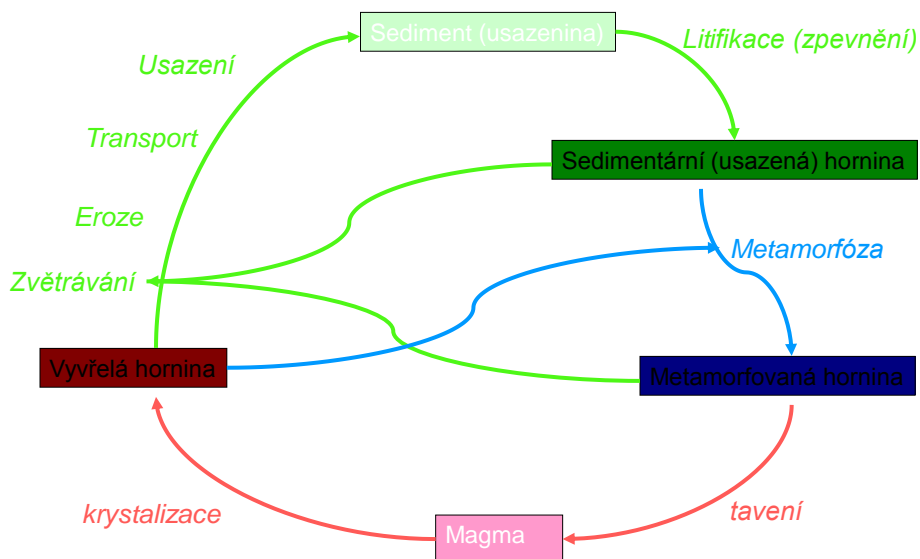 Sediment (usazenina)
Litifikace (zpevnění)
Usazení
Transport
Sedimentární (usazená) hornina
Eroze
Metamorfóza
Zvětrávání
Vyvřelá hornina
Metamorfovaná hornina
krystalizace
tavení
Magma